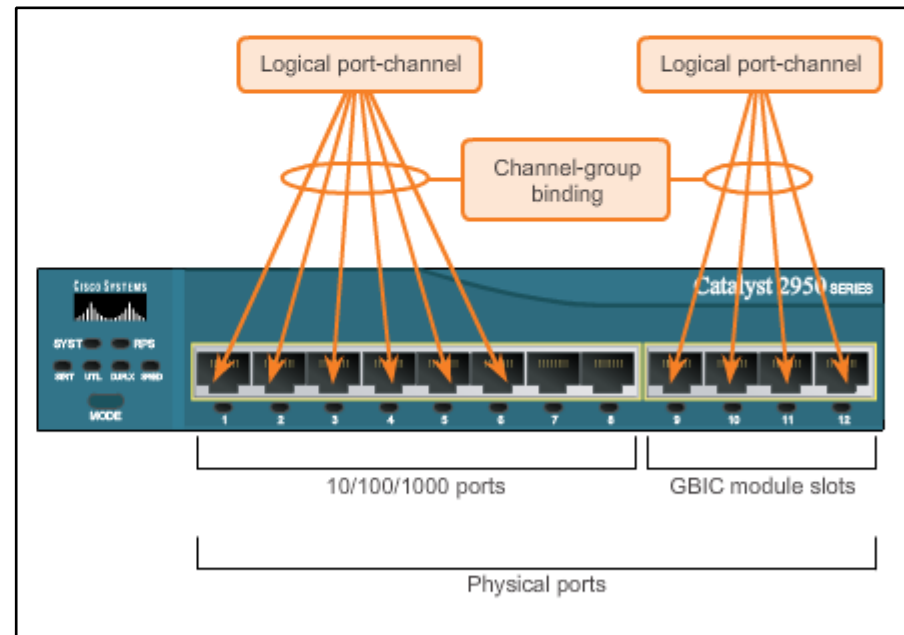 Logical port-channel
Logical port-channel
Channel-group
binding
CISCO SYSTEMS
Catalyst 2950 SERIES
SYST RPS
STRT UTIL DUPLX SPEED
MODE
1 2 3 4 5 6 7 8 9 10 11 12
10/100/1000 ports
GBIC module slots
Physical ports